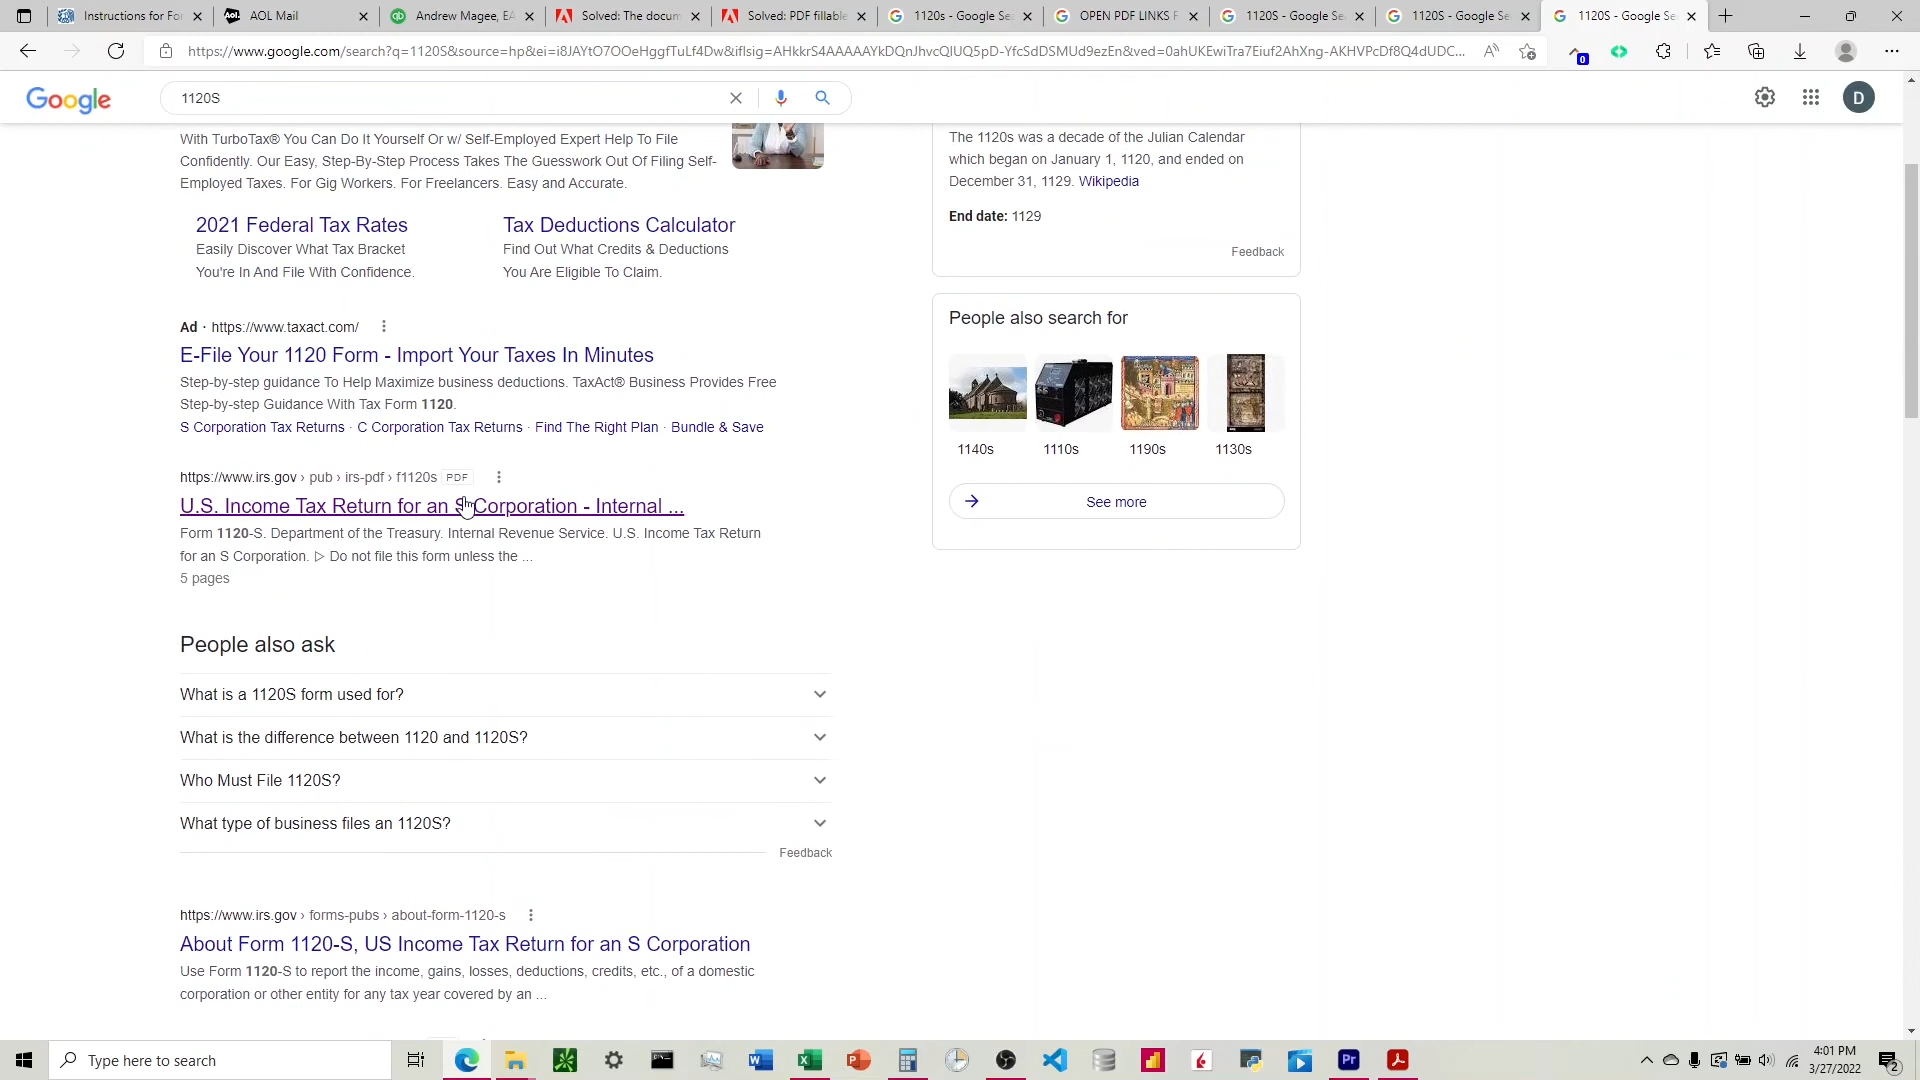 Instructions for For
AOL Mail
Andrew Magee, EA
Solved: The docum
Solved: PDF fillable
1120s - Google Sea
OPEN PDF LINKS F
1120S - Google Se
1120S - Google Se
1120S - Google Se
https://www.google.com/search?q=1120S&source=hp&ei=i8JAYtO7OOeHggfTuLf4Dw&iflsig=AHkkrS4AAAAAYkDQnJhvcQIUQ5pD-YfcSdDSMUd9ezEn&ved=0ahUKEwiTra7Eiuf2AhXng-AKHVPcDf8Q4dUDC...
0
Google
1120S
D
With TurboTax® You Can Do It Yourself Or w/ Self-Employed Expert Help To File
Confidently. Our Easy, Step-By-Step Process Takes The Guesswork Out Of Filing Self-
Employed Taxes. For Gig Workers. For Freelancers. Easy and Accurate.
2021 Federal Tax Rates
Easily Discover What Tax Bracket
You're In And File With Confidence.
Tax Deductions Calculator
Find Out What Credits & Deductions
You Are Eligible To Claim.
Ad · https://www.taxact.com/
E-File Your 1120 Form - Import Your Taxes In Minutes
Step-by-step guidance To Help Maximize business deductions. TaxAct® Business Provides Free
Step-by-step Guidance With Tax Form 1120.
S Corporation Tax Returns · C Corporation Tax Returns · Find The Right Plan · Bundle & Save
https://www.irs.gov › pub › irs-pdf › f1120s PDF
U.S. Income Tax Return for an S Corporation - Internal ...
Form 1120-S. Department of the Treasury. Internal Revenue Service. U.S. Income Tax Return
for an S Corporation. ▷ Do not file this form unless the ...
5 pages
People also ask
What is a 1120S form used for?
What is the difference between 1120 and 1120S?
Who Must File 1120S?
What type of business files an 1120S?
Feedback
https://www.irs.gov › forms-pubs › about-form-1120-s
About Form 1120-S, US Income Tax Return for an S Corporation
Use Form 1120-S to report the income, gains, losses, deductions, credits, etc., of a domestic
corporation or other entity for any tax year covered by an ...
The 1120s was a decade of the Julian Calendar
which began on January 1, 1120, and ended on
December 31, 1129. Wikipedia
End date: 1129
Feedback
People also search for
1140s
1110s
1190s
1130s
See more
Type here to search
Pr
4:01 PM
3/27/2022
2